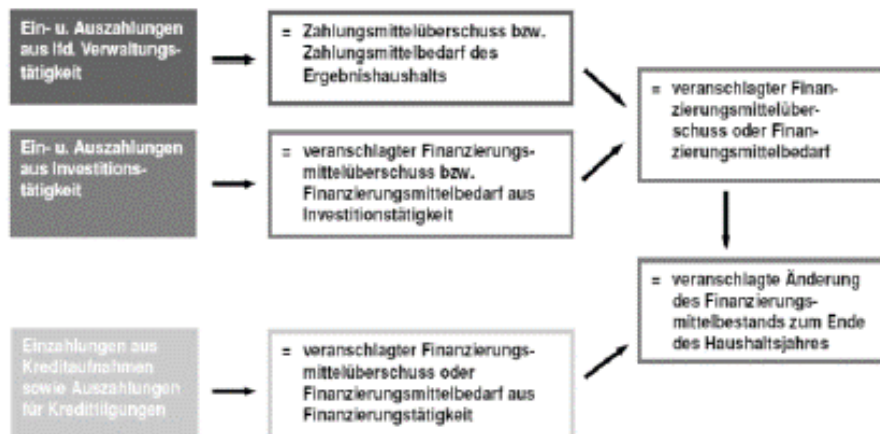 Ein- u. Auszahlungen
aus lfd. Verwaltungs-
tätigkeit
= Zahlungsmittelüberschuss bzw.
Zahlungsmittelbedarf des
Ergebnishaushalts
Ein- u. Auszahlungen
aus Investitions-
tätigkeit
= veranschlagter Finanzierungs-
mittelüberschuss bzw.
Finanzierungsmittelbedarf aus
Investitionstätigkeit
= veranschlagter Finan-
zierungsmittelüber-
schuss oder Finan-
zierungsmittelbedarf
Einzahlungen aus
Kreditaufnahmen
sowie Auszahlungen
für Kredittilgungen
= veranschlagter Finanzierungs-
mittelüberschuss oder
Finanzierungsmittelbedarf aus
Finanzierungstätigkeit
= veranschlagte Änderung
des Finanzierungs-
mittelbestands zum Ende
des Haushaltsjahres